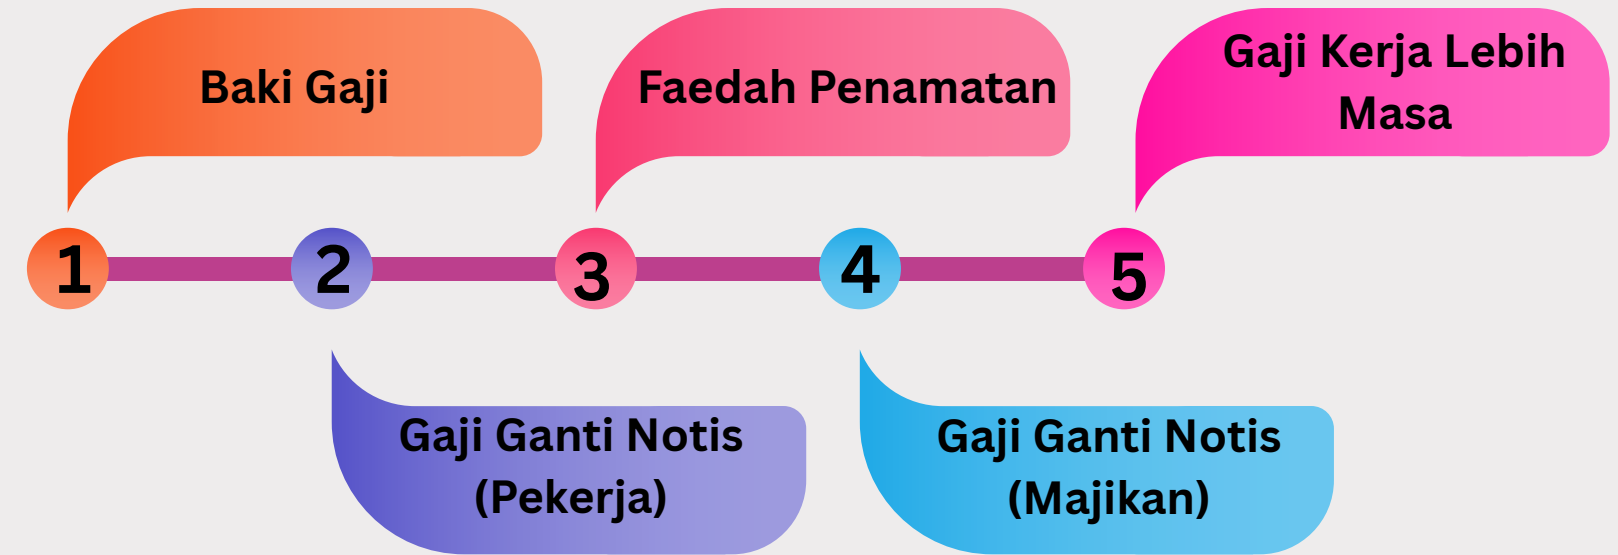 Baki Gaji
Faedah Penamatan
Gaji Kerja Lebih
Masa
1
2
3
4
5
Gaji Ganti Notis
(Pekerja)
Gaji Ganti Notis
(Majikan)